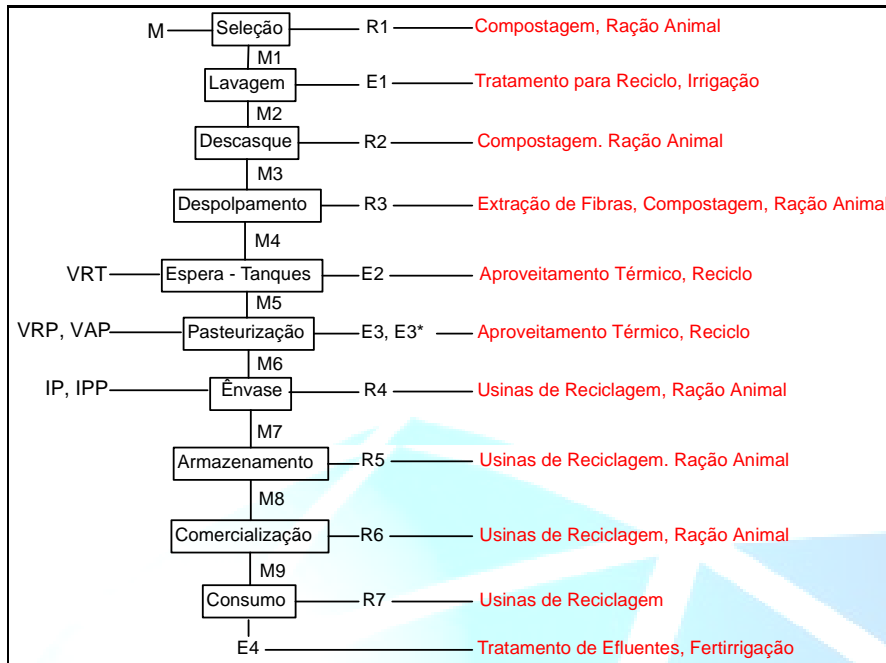 M Seleção R1 Compostagem, Ração Animal
M1
Lavagem E1 Tratamento para Reciclo, Irrigação
M2
Descasque R2 Compostagem. Ração Animal
M3
Despolpamento R3 Extração de Fibras, Compostagem, Ração Animal
M4
VRT Espera - Tanques E2 Aproveitamento Térmico, Reciclo
M5
VRP, VAP Pasteurização E3, E3* Aproveitamento Térmico, Reciclo
M6
IP, IPP Ênvase R4 Usinas de Reciclagem, Ração Animal
M7
Armazenamento R5 Usinas de Reciclagem. Ração Animal
M8
Comercialização R6 Usinas de Reciclagem, Ração Animal
M9
Consumo R7 Usinas de Reciclagem
E4 Tratamento de Efluentes, Fertirrigação